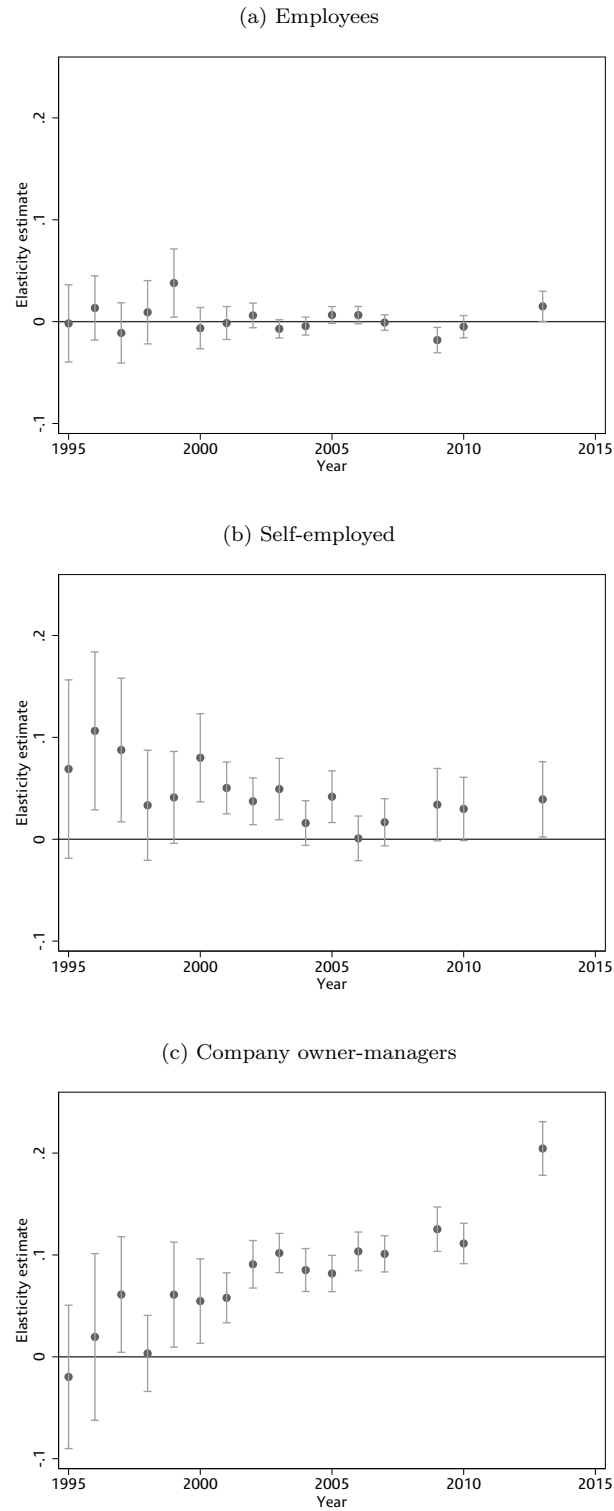 (a) Employees
Elasticity estimate
.2
.1
0
-.1
1995 2000 2005 2010 2015
Year
(b) Self-employed
Elasticity estimate
.2
.1
0
-.1
1995 2000 2005 2010 2015
Year
(c) Company owner-managers
Elasticity estimate
.2
.1
0
-.1
1995 2000 2005 2010 2015
Year